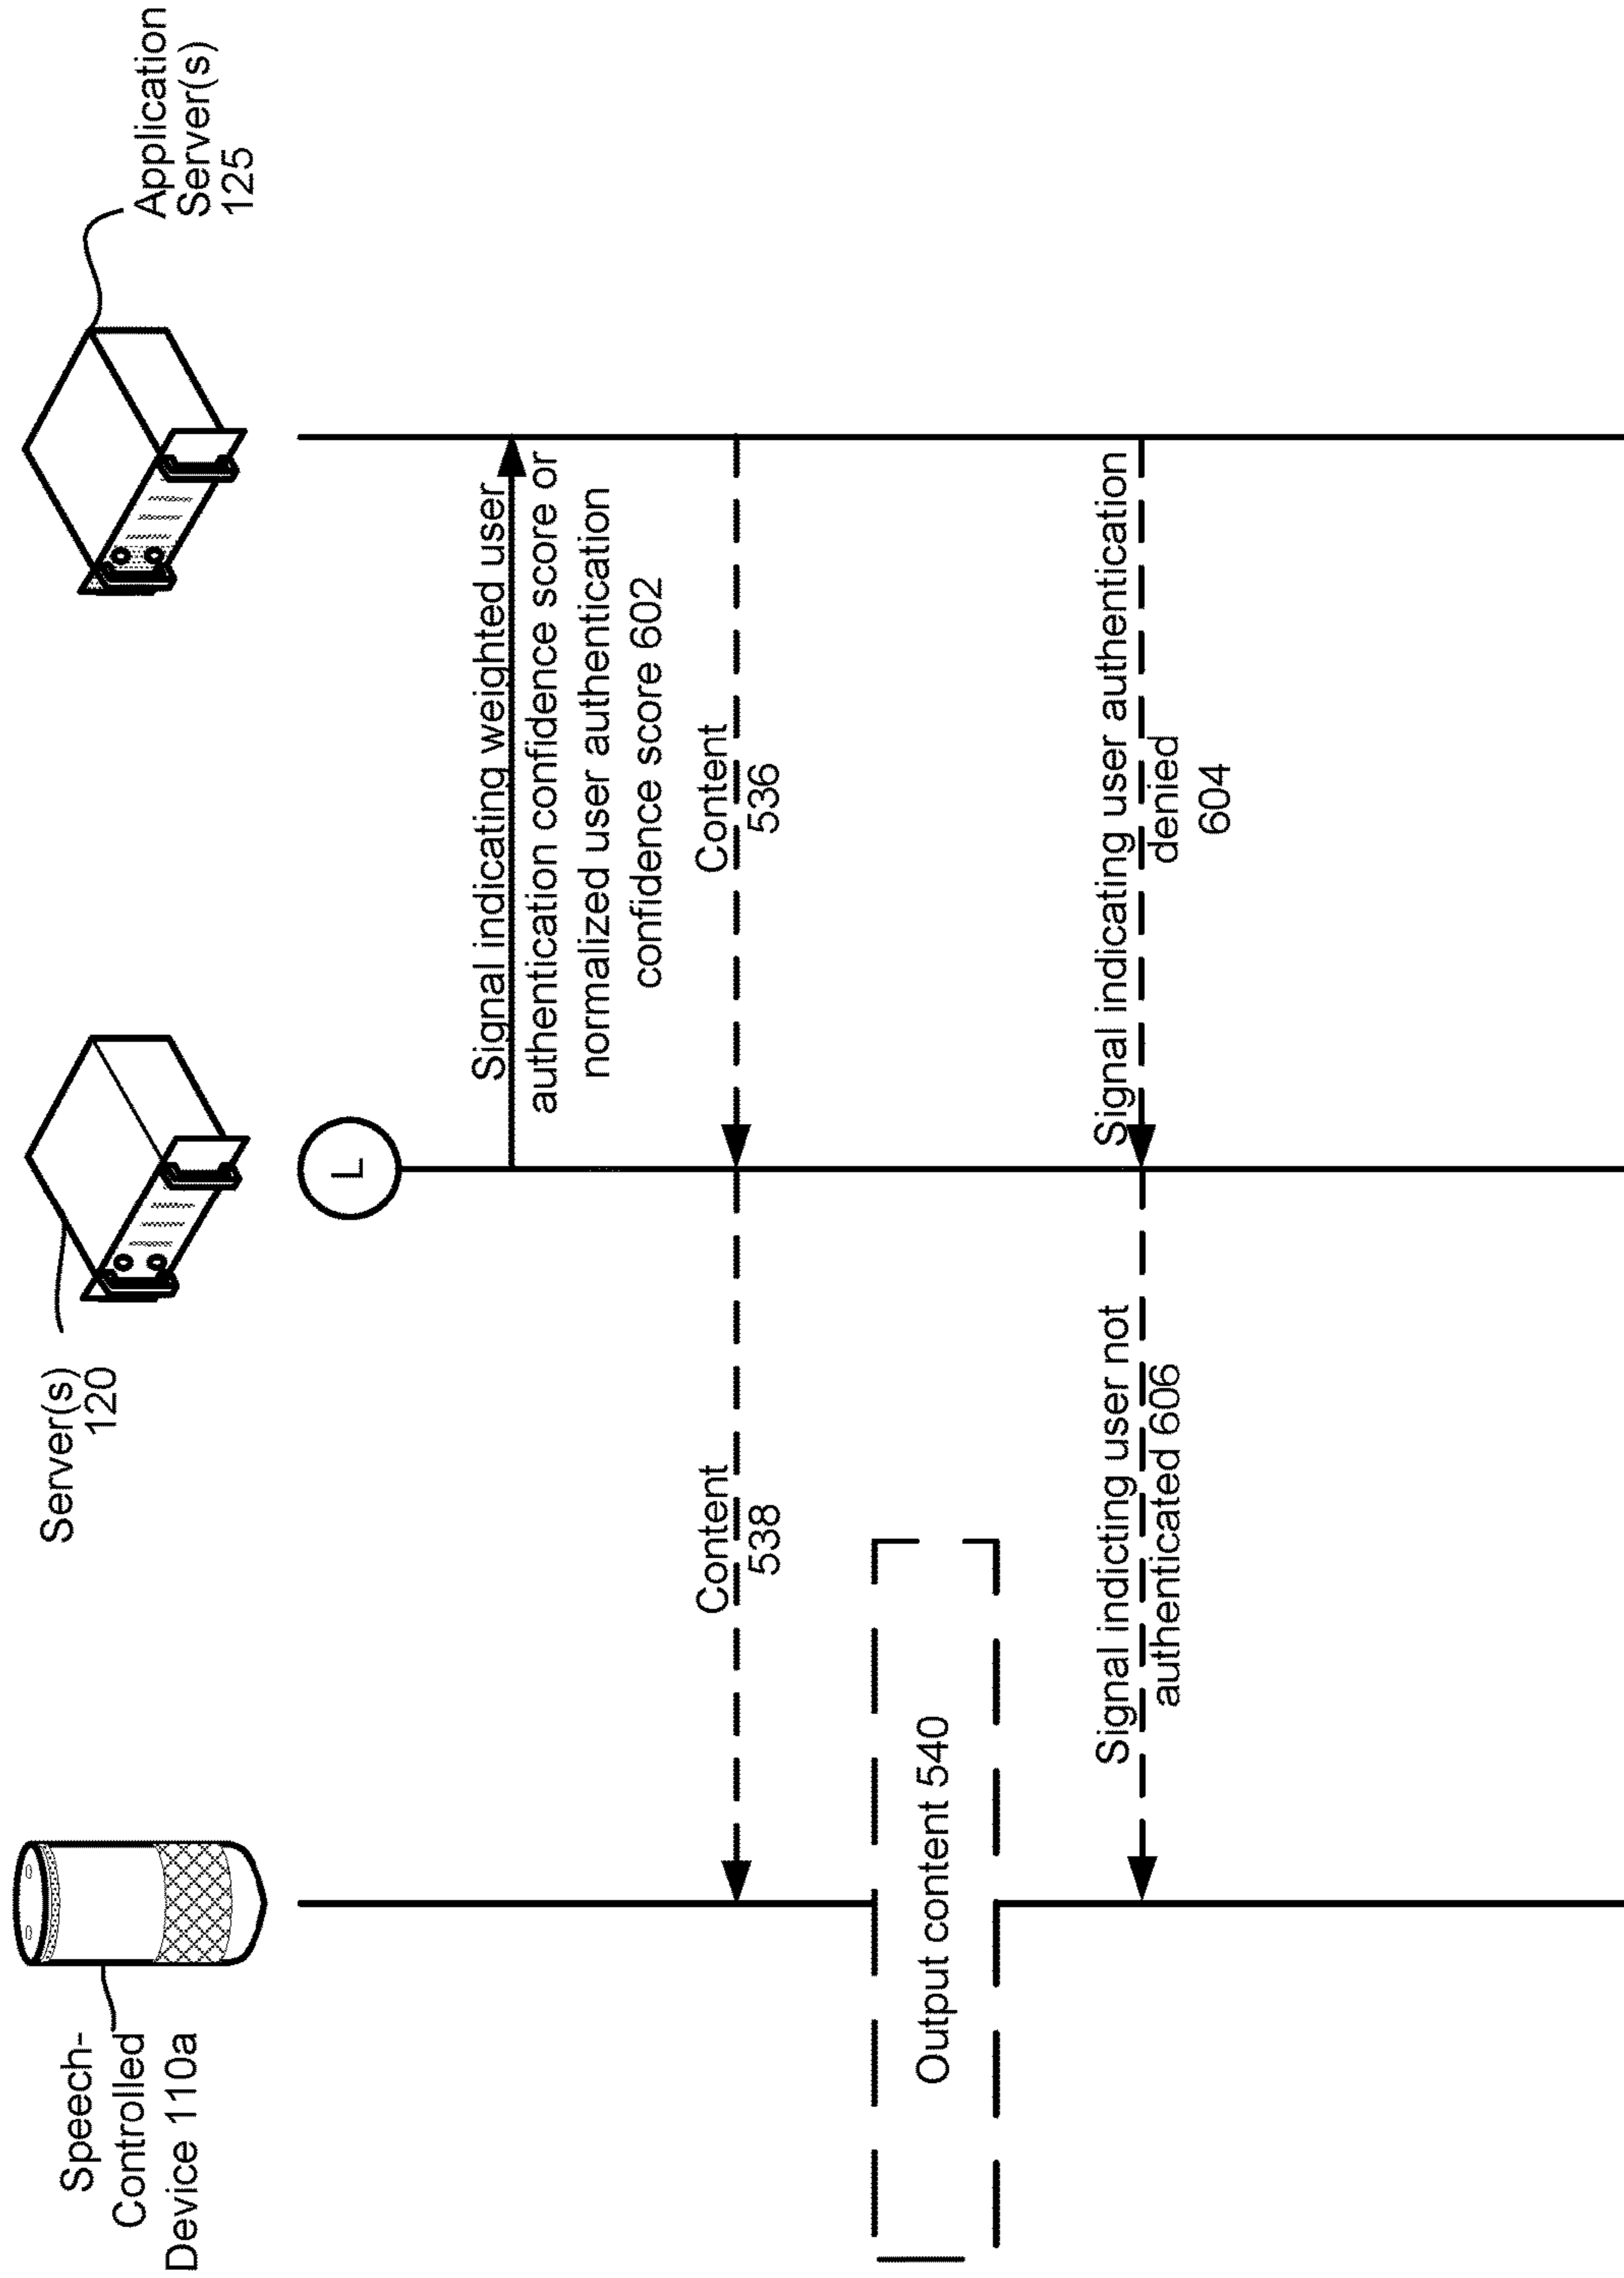 Speech-
Controlled
Device 110a
Server(s)
120
Application
Server(s)
125
L
Signal indicating weighted user
authentication confidence score or
normalized user authentication
confidence score 602
Content
538
Content
536
Output content 540
Signal indicting user not
authenticated 606
Signal indicating user authentication
denied
604